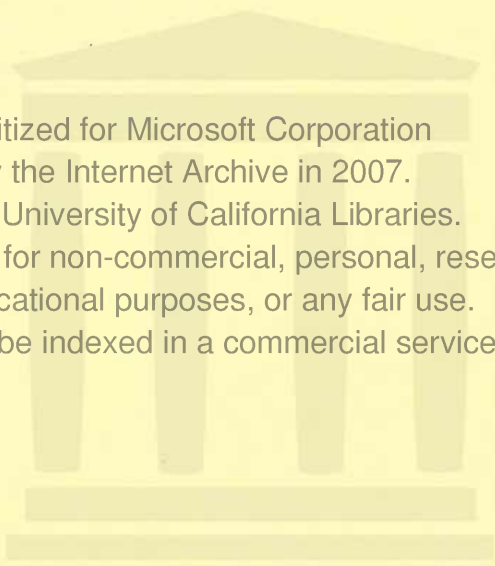 itized for Microsoft Corporation
the Internet Archive in 2007.
University of California Libraries.
for non-commercial, personal, rese
cational purposes, or any fair use.
be indexed in a commercial service